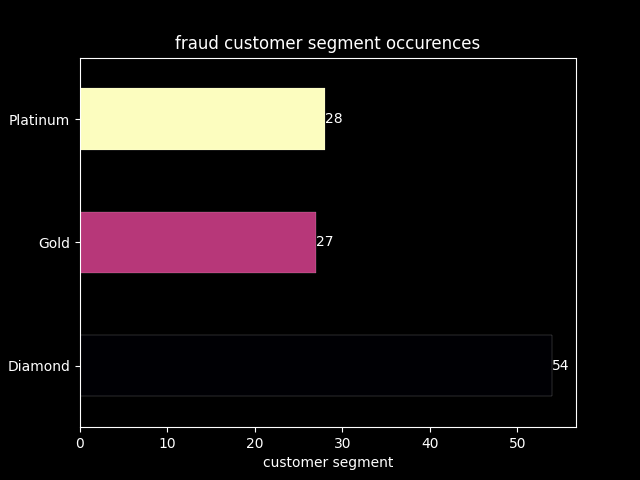 fraud customer segment occurences
Platinum
28
Gold
27
Diamond
54
0 10 20 30 40 50
customer segment